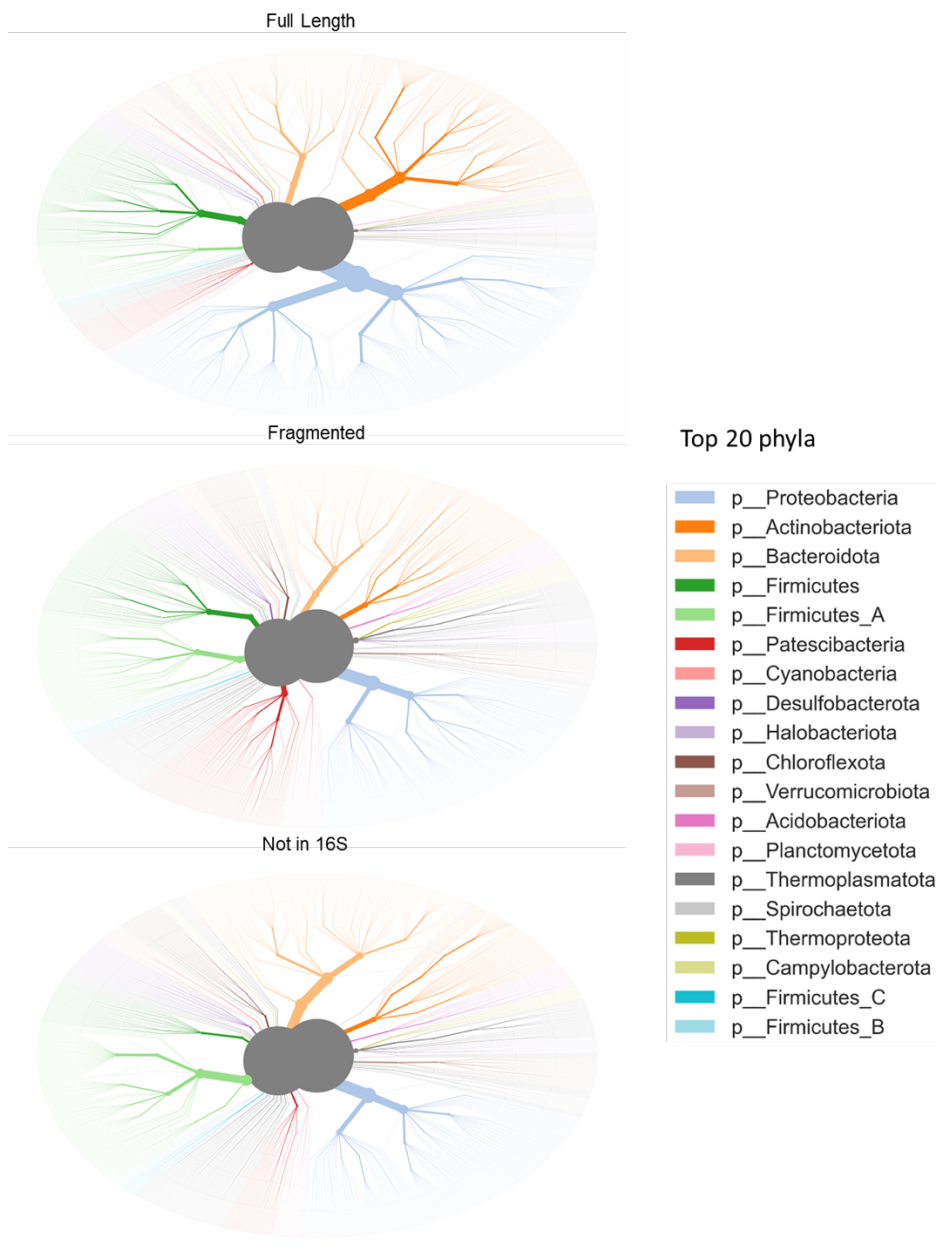 Full Length
Fragmented
Not in 16S
Top 20 phyla
p__Proteobacteria
p__Actinobacteriota
p__Bacteroidota
p__Firmicutes
p__Firmicutes_A
p__Patescibacteria
p__Cyanobacteria
p__Desulfobacterota
p__Halobacteriota
p__Chloroflexota
p__Verrucomicrobiota
p__Acidobacteriota
p__Planctomycetota
p__Thermoplasmatota
p__Spirochaetota
p__Thermoproteota
p__Campylobacterota
p__Firmicutes_C
p__Firmicutes_B